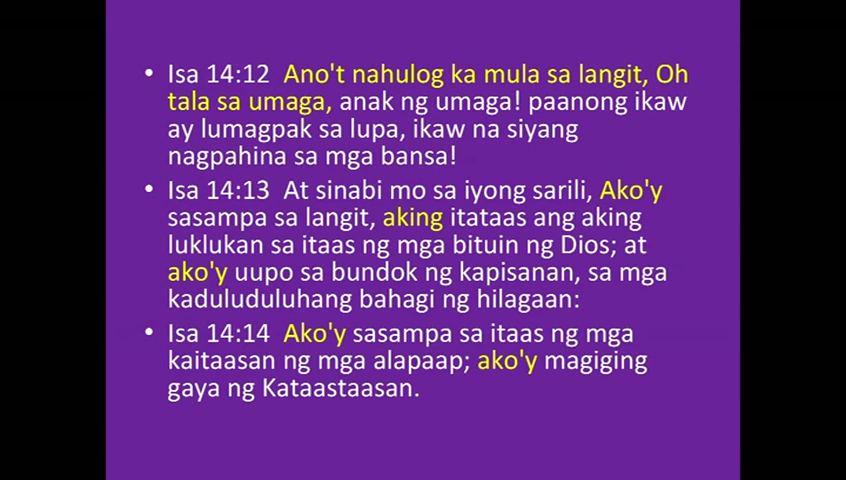 • Isa 14:12 Ano't nahulog ka mula sa langit, Oh
tala sa umaga, anak ng umaga! paanong ikaw
ay lumagpak sa lupa, ikaw na siyang
nagpahina sa mga bansa!
• Isa 14:13 At sinabi mo sa iyong sarili, Ako'y
sasampa sa langit, aking itataas ang aking
luklukan sa itaas ng mga bituin ng Dios; at
ako'y uupo sa bundok ng kapisanan, sa mga
kaduluduluhang bahagi ng hilagaan:
• Isa 14:14 Ako'y sasampa sa itaas ng mga
kaitaasan ng mga alapaap; ako'y magiging
gaya ng Kataastaasan.